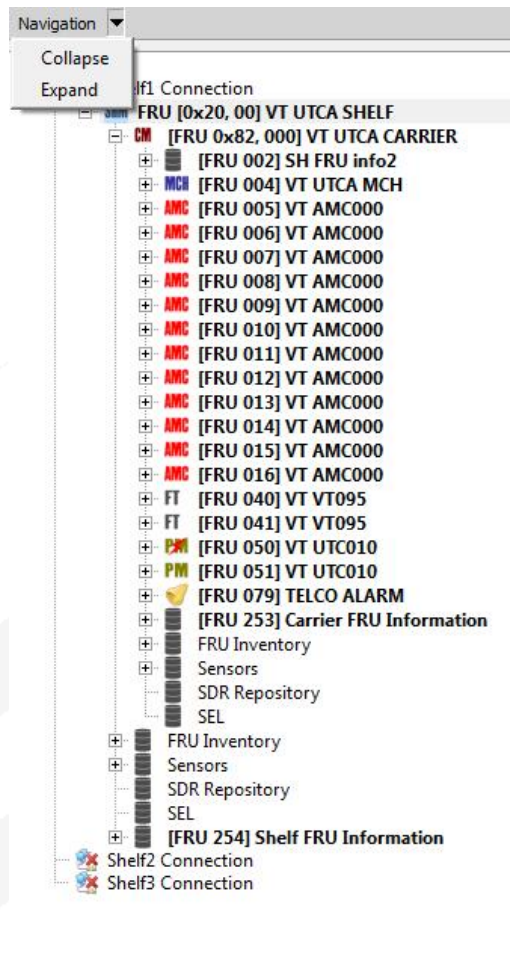 Navigation
Collapse
Expand
lf1 Connection
FRU [0x20, 00] VT UTCA SHELF
CM [FRU 0x82, 000] VT UTCA CARRIER
[FRU 002] SH FRU info2
MCH [FRU 004] VT UTCA MCH
AMC [FRU 005] VT AMC000
AMC [FRU 006] VT AMC000
AMC [FRU 007] VT AMC000
AMC [FRU 008] VT AMC000
AMC [FRU 009] VT AMC000
AMC [FRU 010] VT AMC000
AMC [FRU 011] VT AMC000
AMC [FRU 012] VT AMC000
AMC [FRU 013] VT AMC000
AMC [FRU 014] VT AMC000
AMC [FRU 015] VT AMC000
AMC [FRU 016] VT AMC000
FT [FRU 040] VT VT095
FT [FRU 041] VT VT095
PM [FRU 050] VT UTC010
PM [FRU 051] VT UTC010
[FRU 079] TELCO ALARM
[FRU 253] Carrier FRU Information
FRU Inventory
Sensors
SDR Repository
SEL
FRU Inventory
Sensors
SDR Repository
SEL
[FRU 254] Shelf FRU Information
Shelf2 Connection
Shelf3 Connection